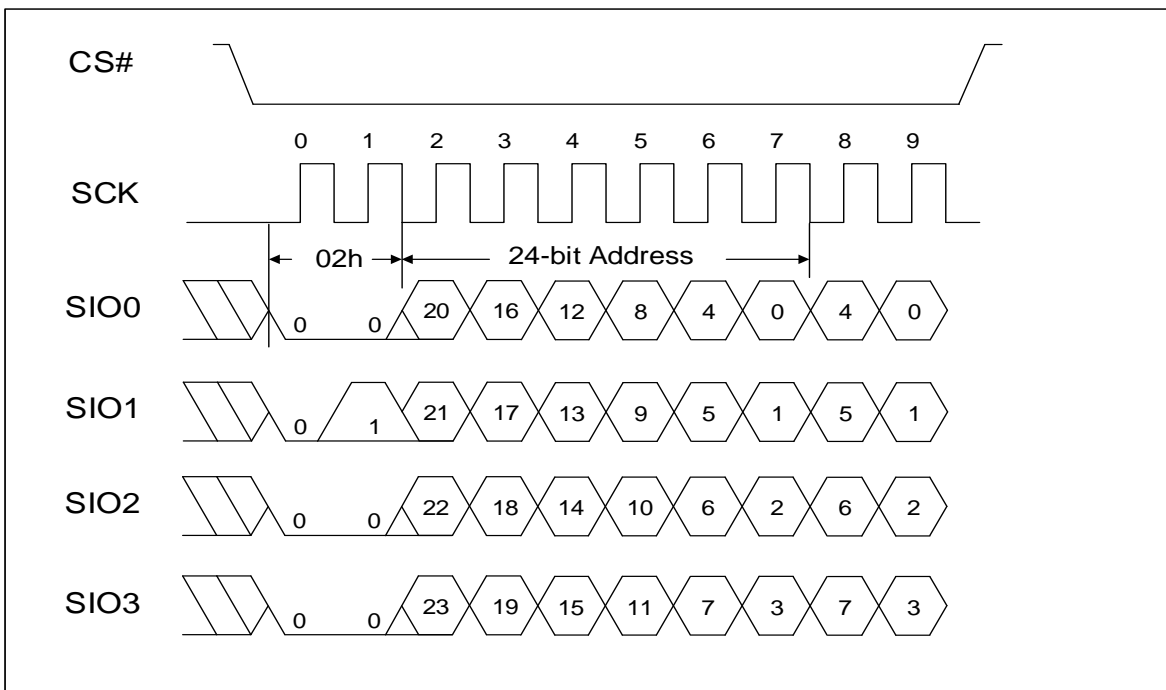 CS#
0 1 2 3 4 5 6 7 8 9
SCK
02h 24-bit Address
SIO0 0 0 20 16 12 8 4 0 4 0
SIO1 0 1 21 17 13 9 5 1 5 1
SIO2 0 0 22 18 14 10 6 2 6 2
SIO3 0 0 23 19 15 11 7 3 7 3